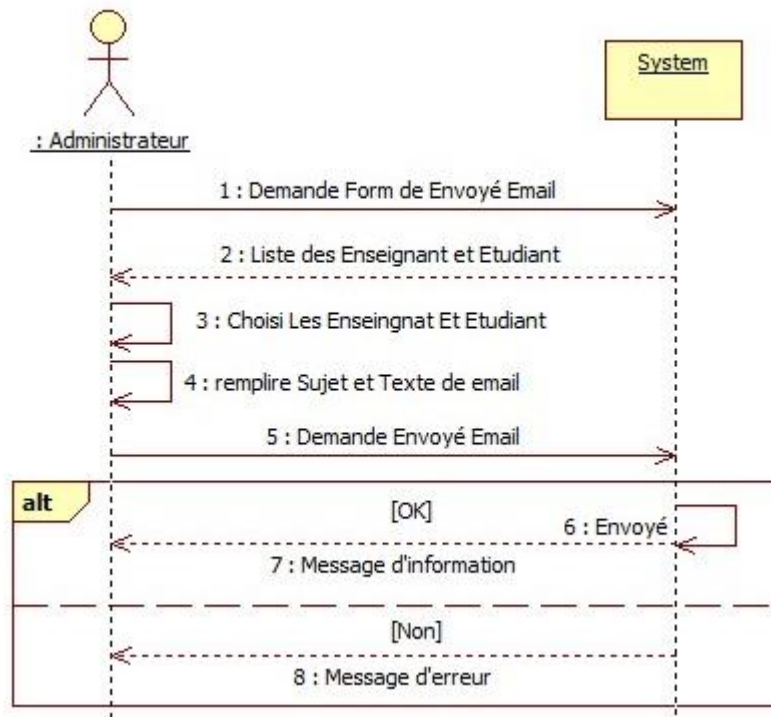 System
: Administrateur
1 : Demande Form de Envoyé Email
2 : Liste des Enseignant et Etudiant
3 : Choisi Les Enseingnat Et Etudiant
4 : remplire Sujet et Texte de email
5 : Demande Envoyé Email
alt
[OK]
6 : Envoyé
7 : Message d'information
[Non]
8 : Message d'erreur